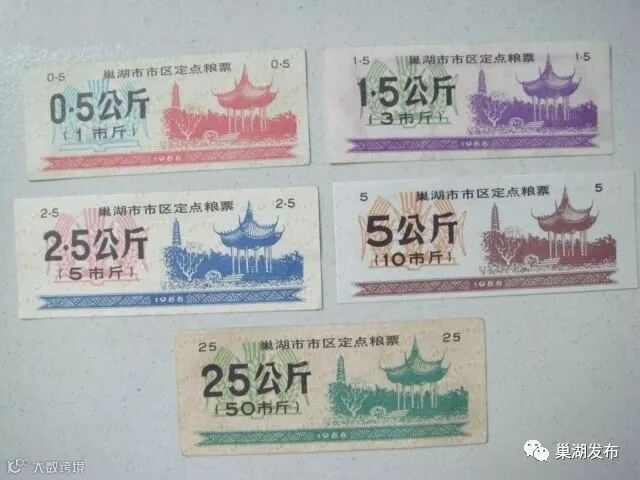 巢湖市市区定点粮票
0·5
0·5
0·5公斤
(1市斤)
1988
巢湖市市区定点粮票
1·5
1·5
1·5公斤
(3市斤)
1988
巢湖市市区定点粮票
2·5
2·5
2·5公斤
(5市斤)
1988
巢湖市市区定点粮票
5
5
5公斤
(10市斤)
1988
巢湖市市区定点粮票
25
25
25公斤
(50市斤)
1988
大数跨境
巢湖发布